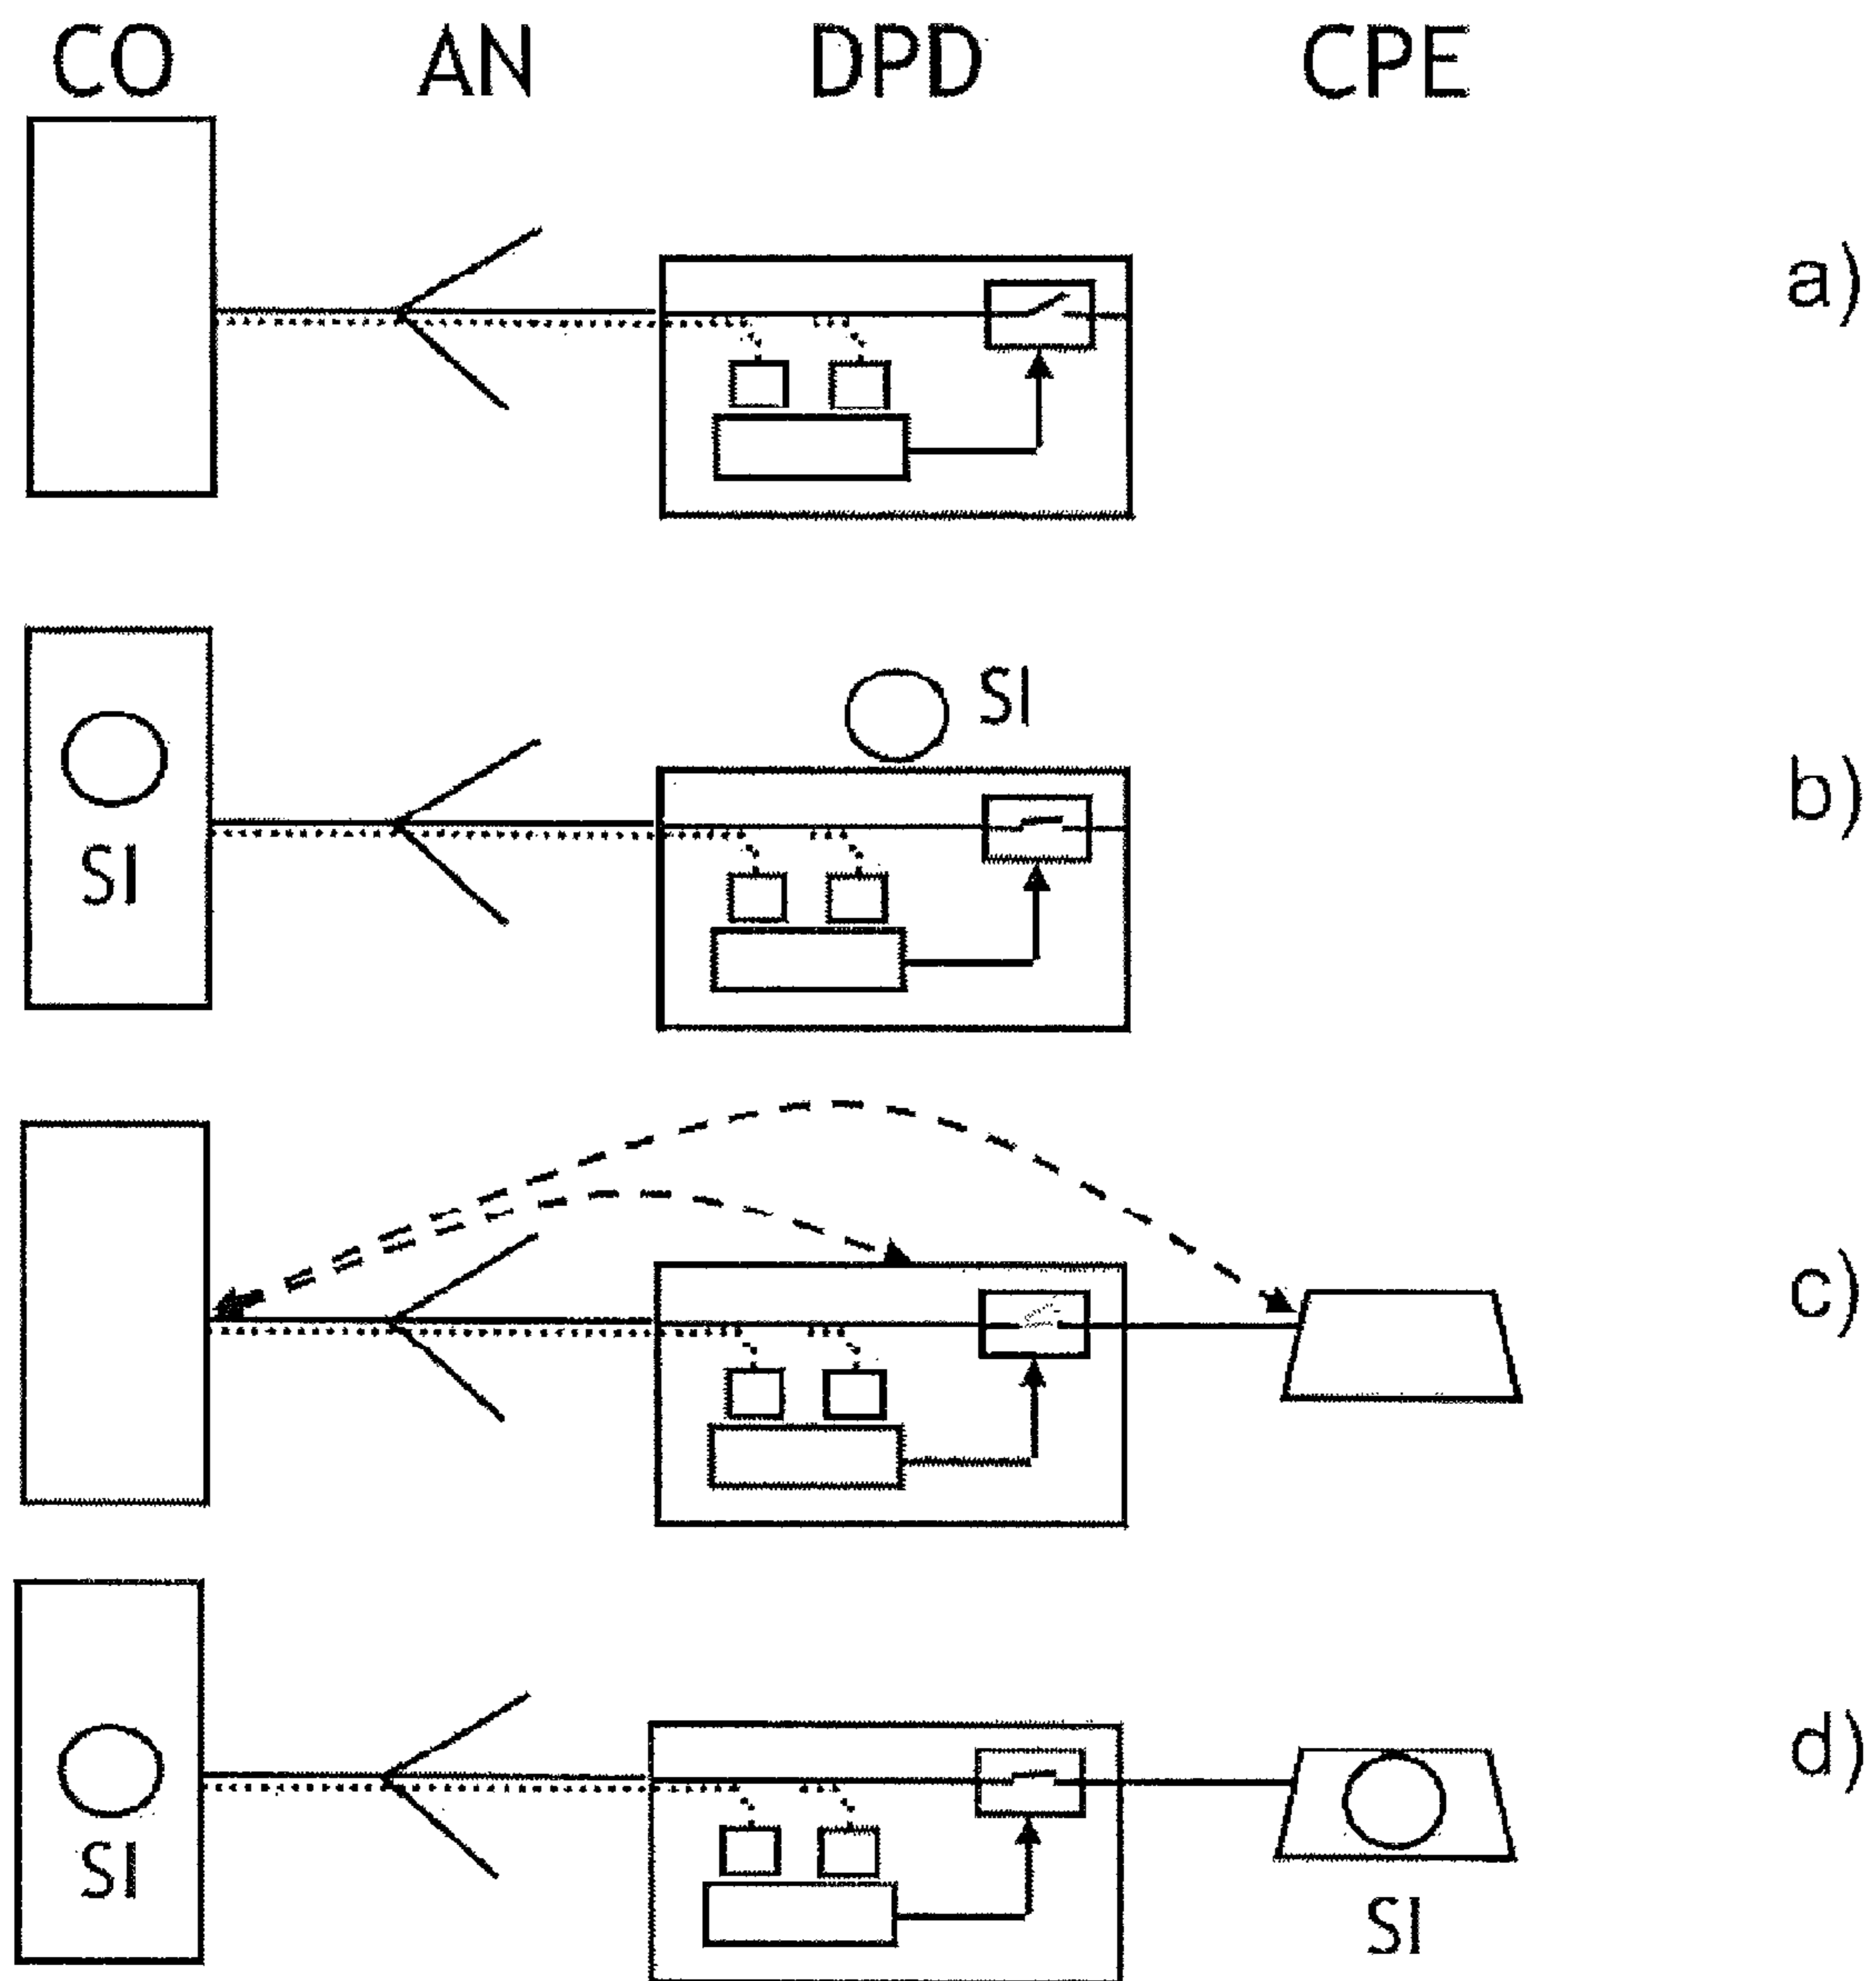 CO AN DPD CPE
a)
SI
b)
SI
c)
d)
SI
SI